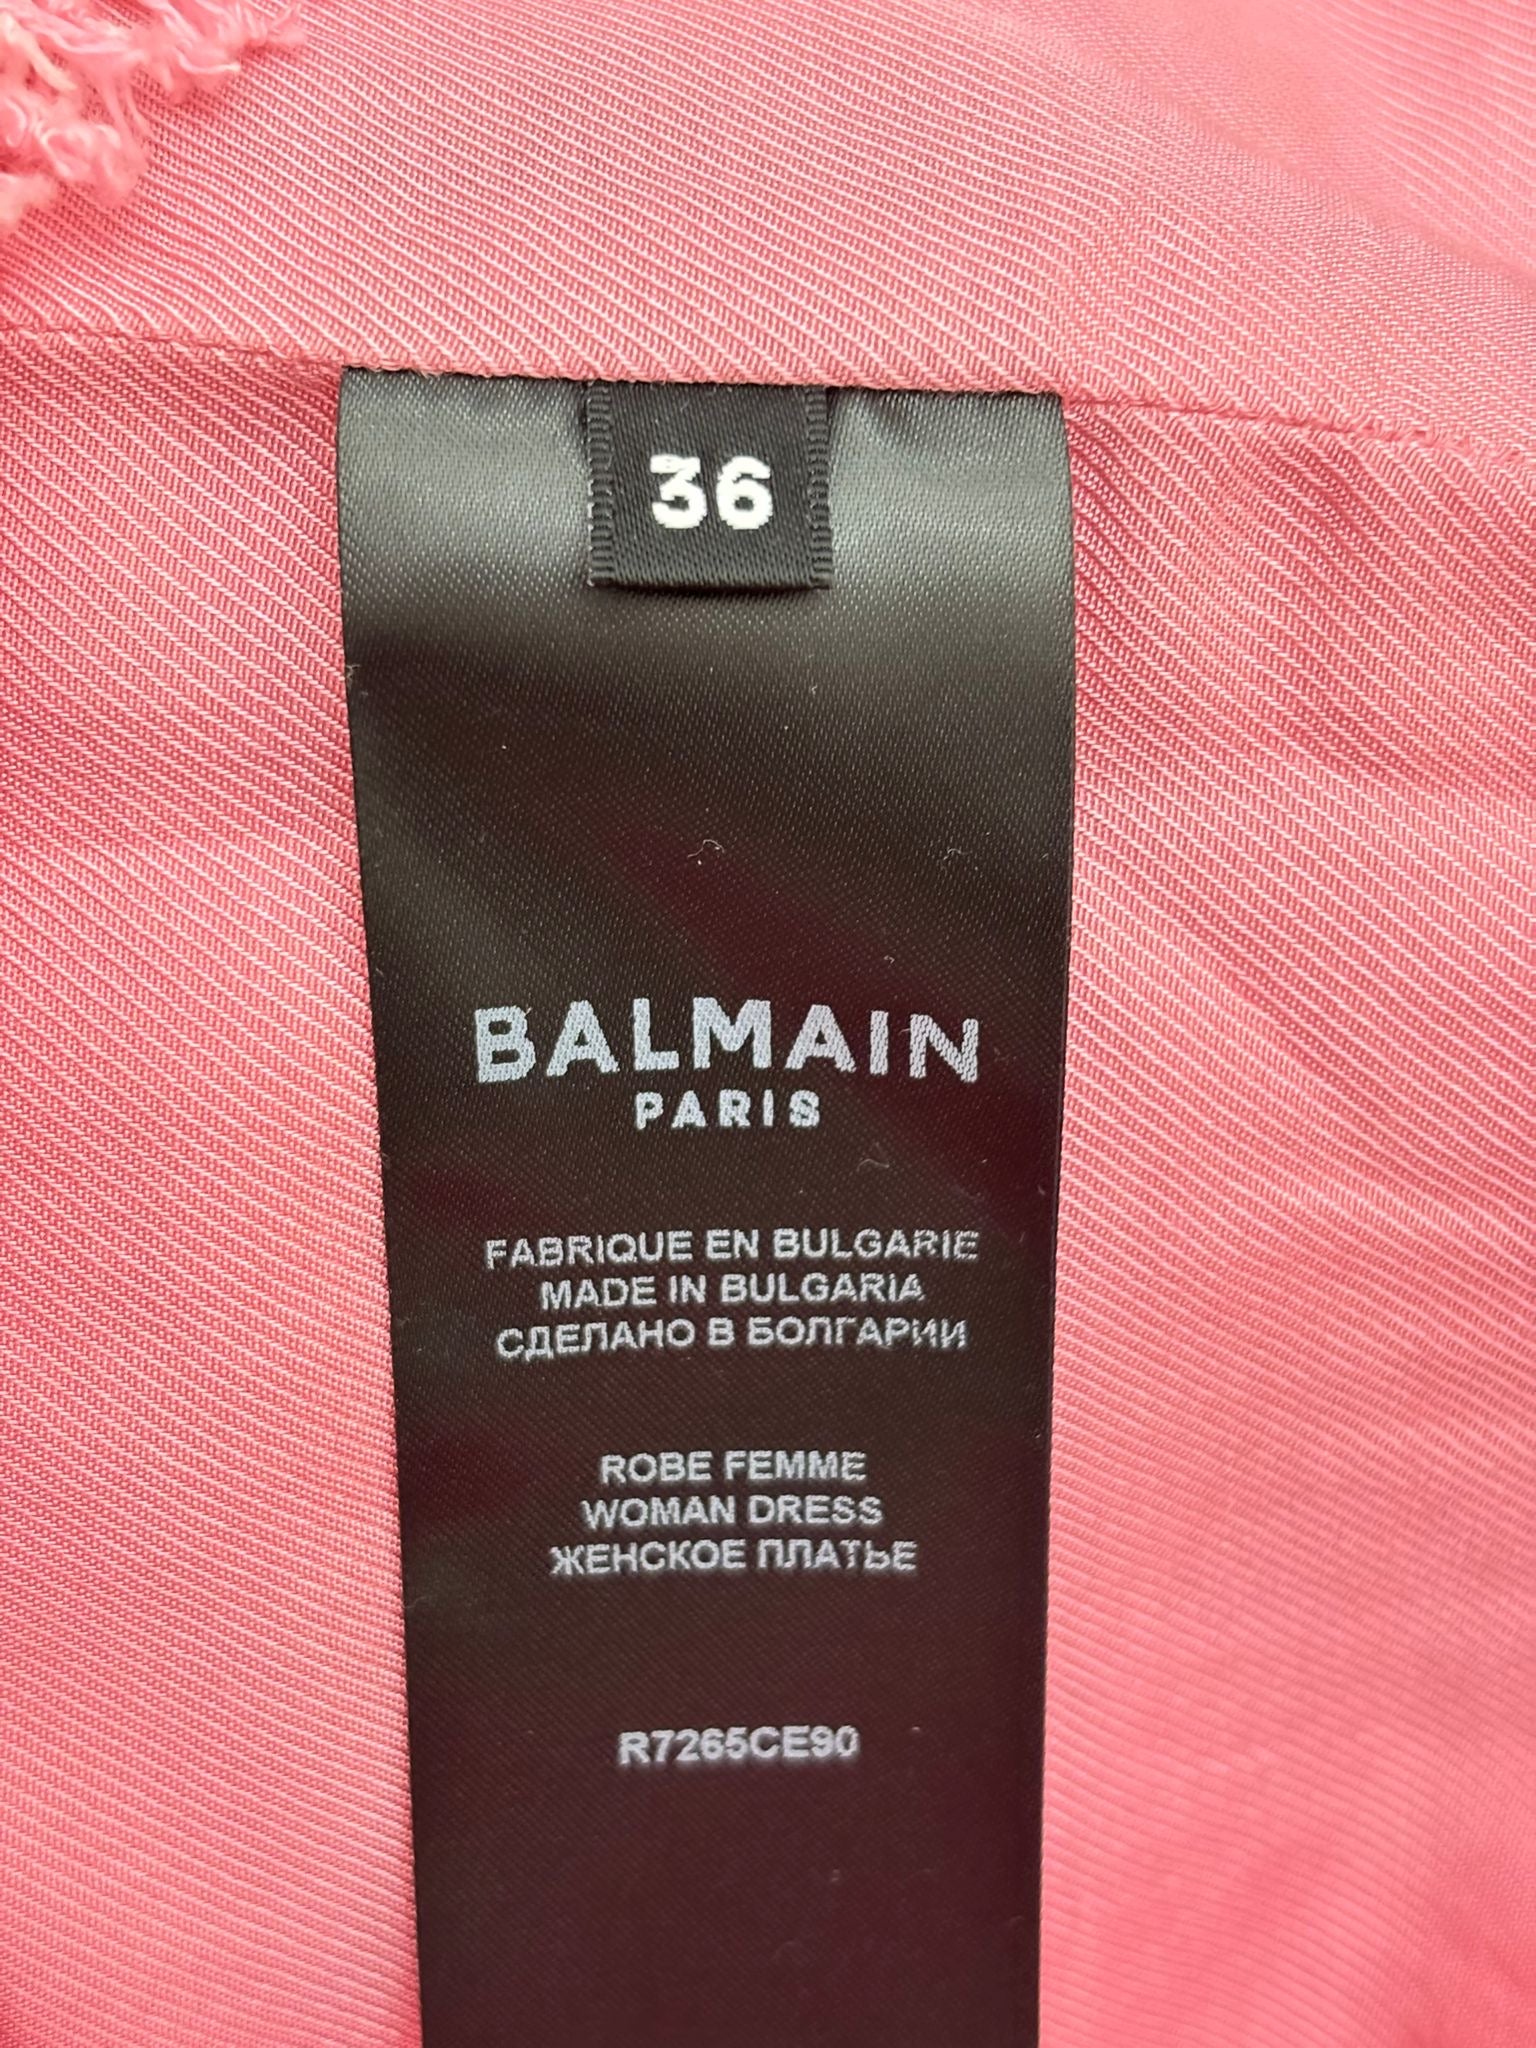 36
BALMAIN
PARIS
FABRIQUE EN BULGARIE
MADE IN BULGARIA
СДЕЛАНО В БОЛГАРИИ
ROBE FEMME
WOMAN DRESS
ЖЕНСКОЕ ПЛАТЬЕ
R7265CE90